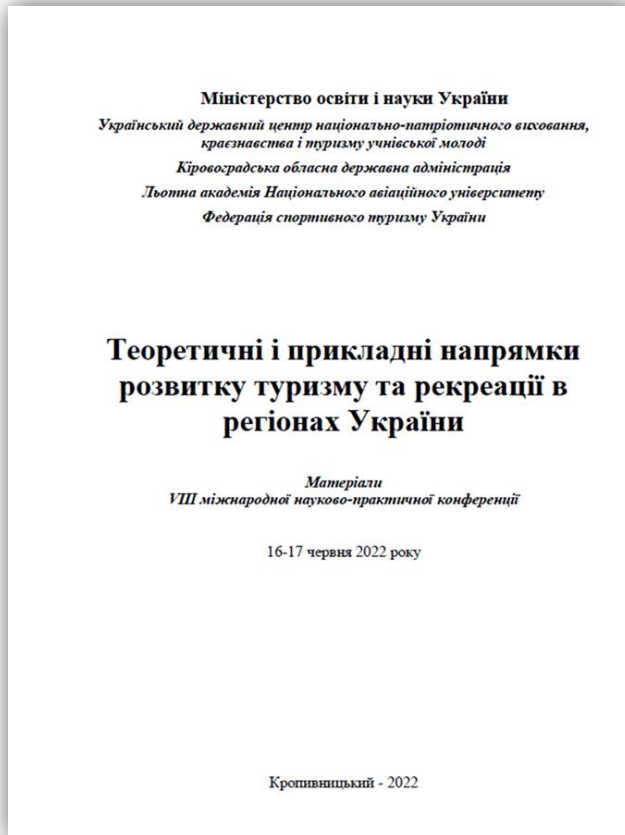 Міністерство освіти і науки України
Український державний центр національно-патріотичного виховання,
краєзнавства і туризму учнівської молоді
Кіровоградська обласна державна адміністрація
Льотна академія Національного авіаційного університету
Федерація спортивного туризму України
Теоретичні і прикладні напрямки
розвитку туризму та рекреації в
регіонах України
Матеріали
VIII міжнародної науково-практичної конференції
16-17 червня 2022 року
Кропивницький - 2022